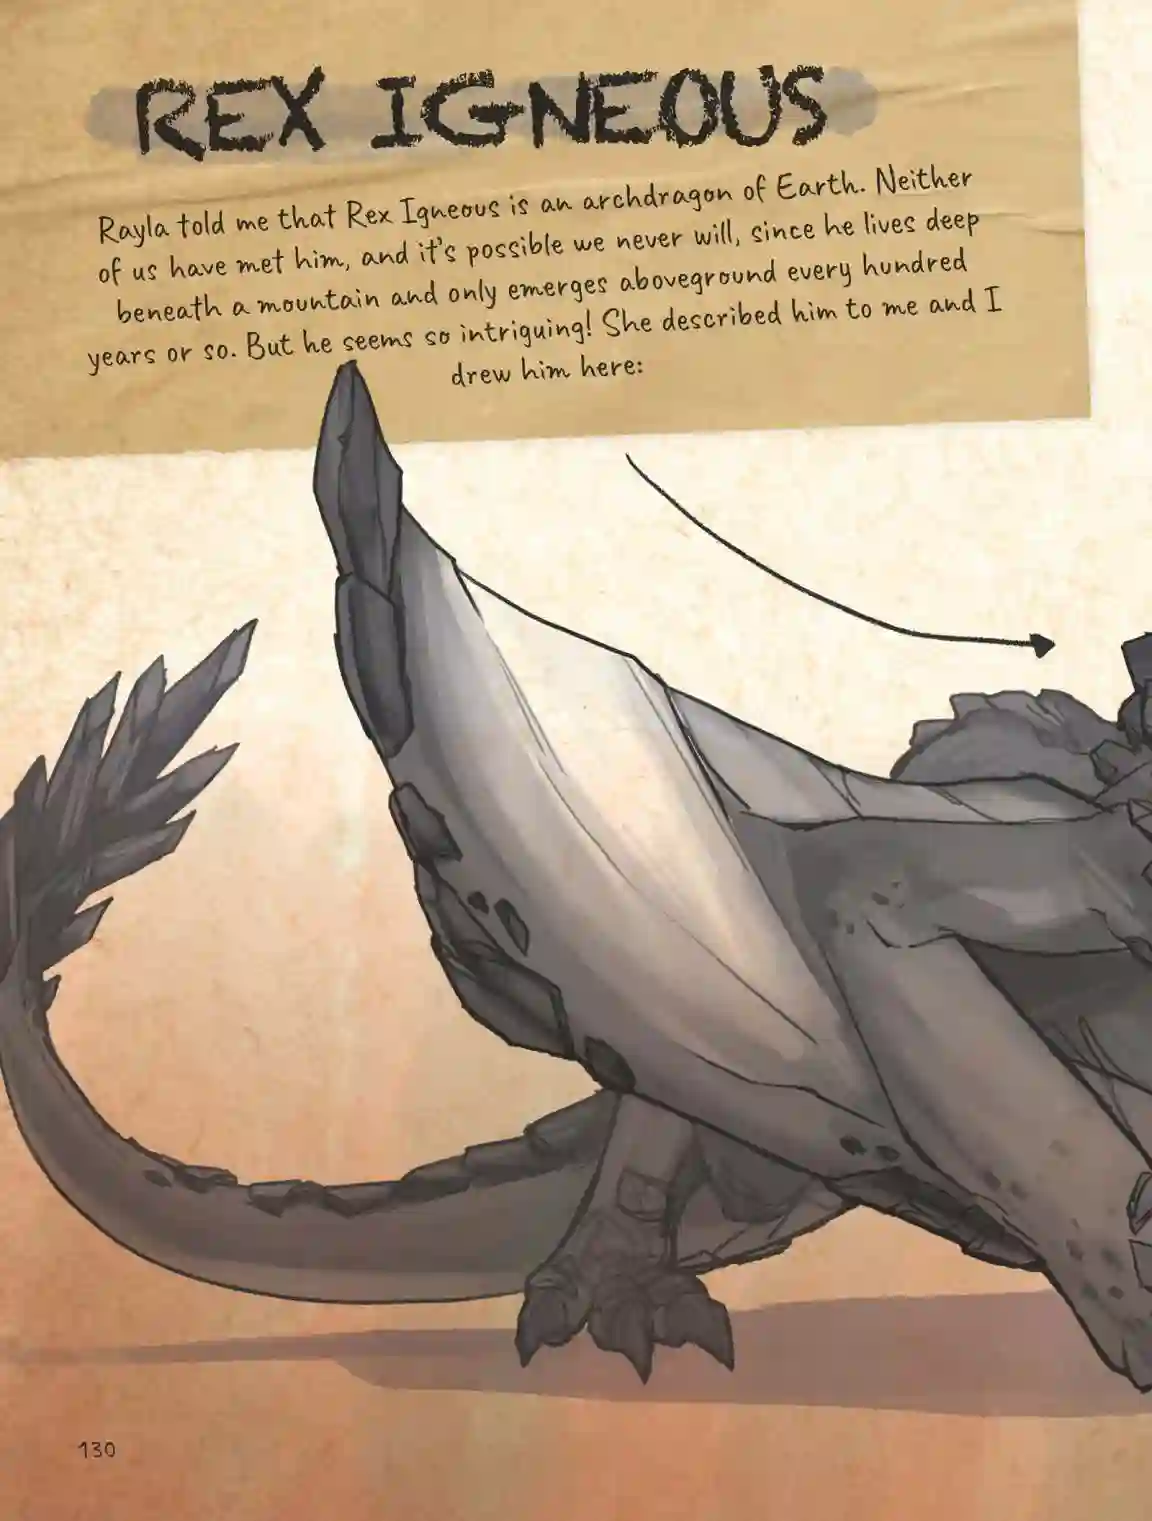 REX IGNEOUS
Rayla told me that Rex Igneous is an archdragon of Earth. Neither
of us have met him, and it's possible we never will, since he lives deep
beneath a mountain and only emerges aboveground every hundred
years or so. But he seems so intriguing! She described him to me and I
drew him here:
130